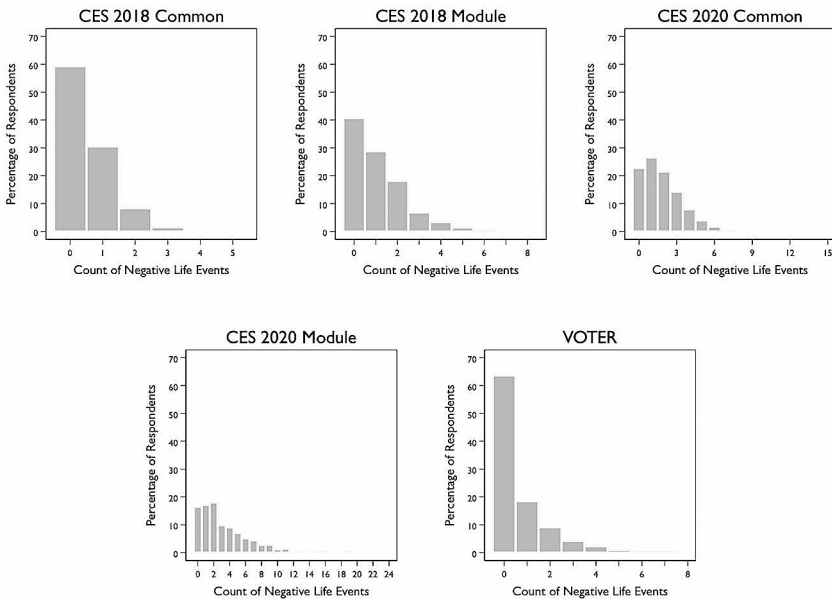 CES 2018 Common
CES 2018 Module
CES 2020 Common
Percentage of Respondents
70
60
50
40
30
20
10
0
0 1 2 3 4 5
Count of Negative Life Events
Percentage of Respondents
70
60
50
40
30
20
10
0
0 2 4 6 8
Count of Negative Life Events
Percentage of Respondents
70
60
50
40
30
20
10
0
0 3 6 9 12 15
Count of Negative Life Events
CES 2020 Module
VOTER
Percentage of Respondents
70
60
50
40
30
20
10
0
0 2 4 6 8 10 12 14 16 18 20 22 24
Count of Negative Life Events
Percentage of Respondents
70
60
50
40
30
20
10
0
0 2 4 6 8
Count of Negative Life Events